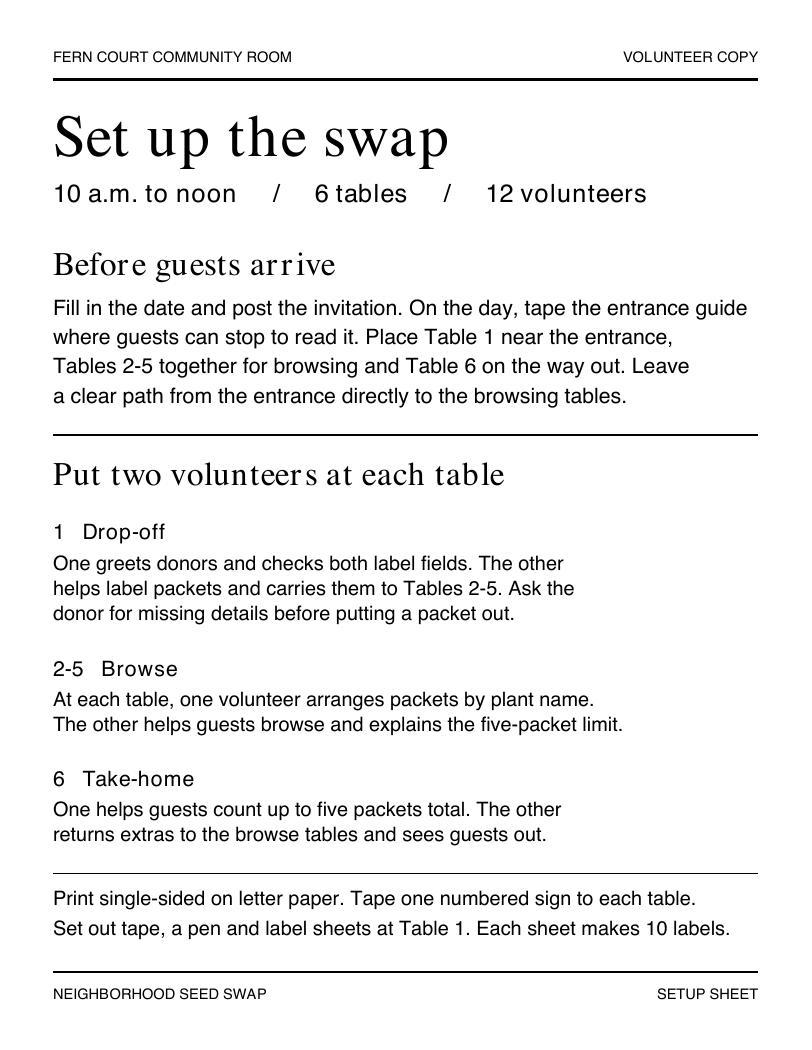 FERN COURT COMMUNITY ROOM
VOLUNTEER COPY
Set up the swap
10 a.m. to noon / 6 tables / 12 volunteers
Before guests arrive
Fill in the date and post the invitation. On the day, tape the entrance guide
where guests can stop to read it. Place Table 1 near the entrance,
Tables 2-5 together for browsing and Table 6 on the way out. Leave
a clear path from the entrance directly to the browsing tables.
Put two volunteers at each table
1 Drop-off
One greets donors and checks both label fields. The other
helps label packets and carries them to Tables 2-5. Ask the
donor for missing details before putting a packet out.
2-5 Browse
At each table, one volunteer arranges packets by plant name.
The other helps guests browse and explains the five-packet limit.
6 Take-home
One helps guests count up to five packets total. The other
returns extras to the browse tables and sees guests out.
Print single-sided on letter paper. Tape one numbered sign to each table.
Set out tape, a pen and label sheets at Table 1. Each sheet makes 10 labels.
NEIGHBORHOOD SEED SWAP
SETUP SHEET